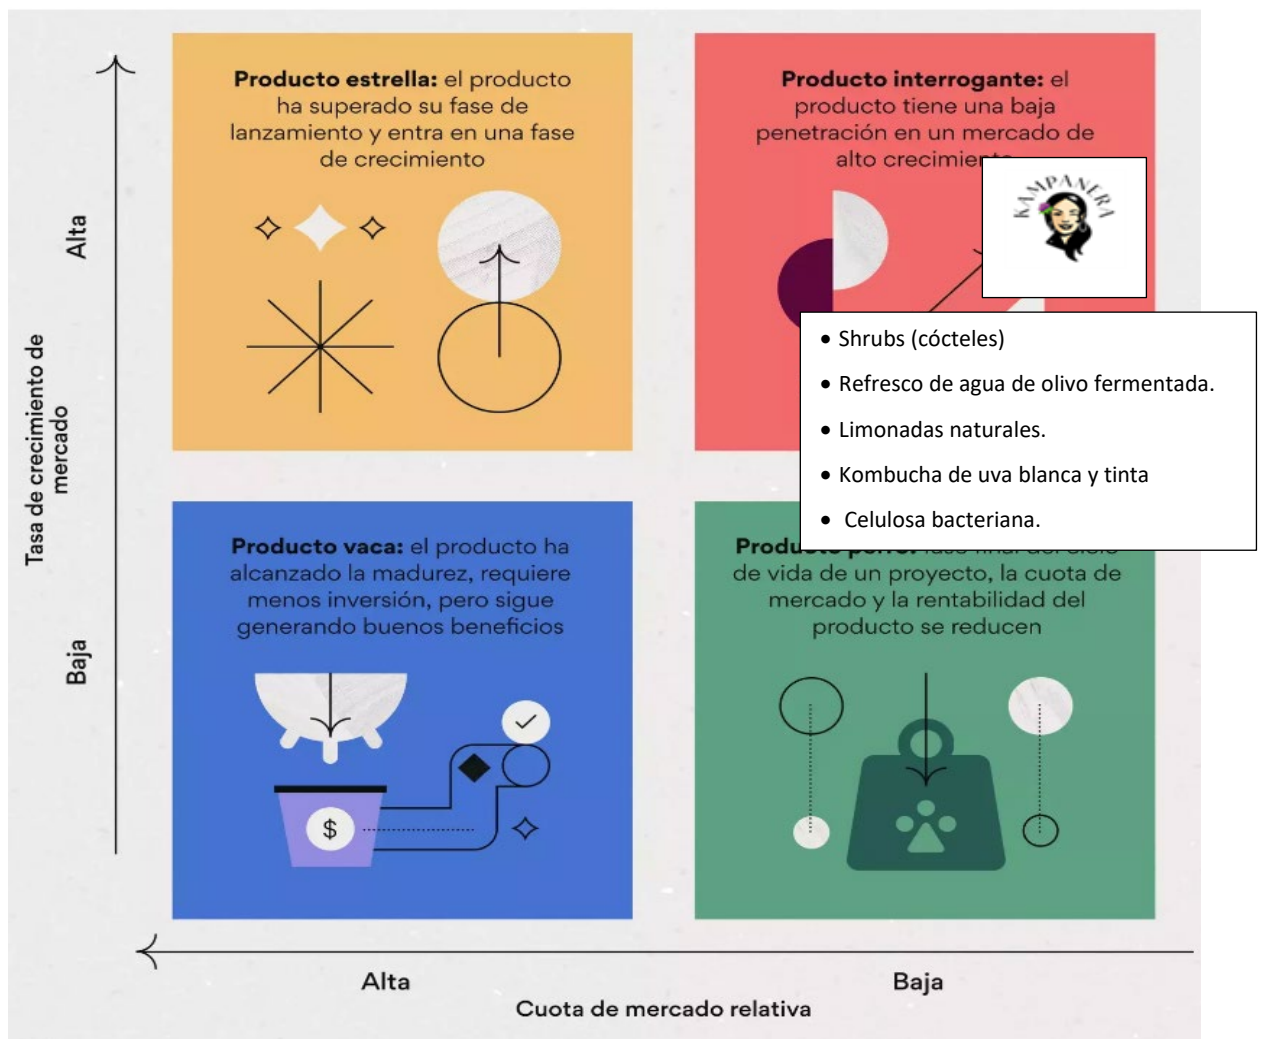 Producto estrella: el producto
ha superado su fase de
lanzamiento y entra en una fase
de crecimiento
Producto interrogante: el
producto tiene una baja
penetración en un mercado de
alto
KAMPANERA
• Shrubs (cócteles)
• Refresco de agua de olivo fermentada.
• Limonadas naturales.
• Kombucha de uva blanca y tinta
• Celulosa bacteriana.
Alta
Tasa de crecimiento de
mercado
Baja
Producto vaca: el producto ha
alcanzado la madurez, requiere
menos inversión, pero sigue
generando buenos beneficios
de vida de un proyecto, la cuota de
mercado y la rentabilidad del
producto se reducen
$
Alta
Baja
Cuota de mercado relativa